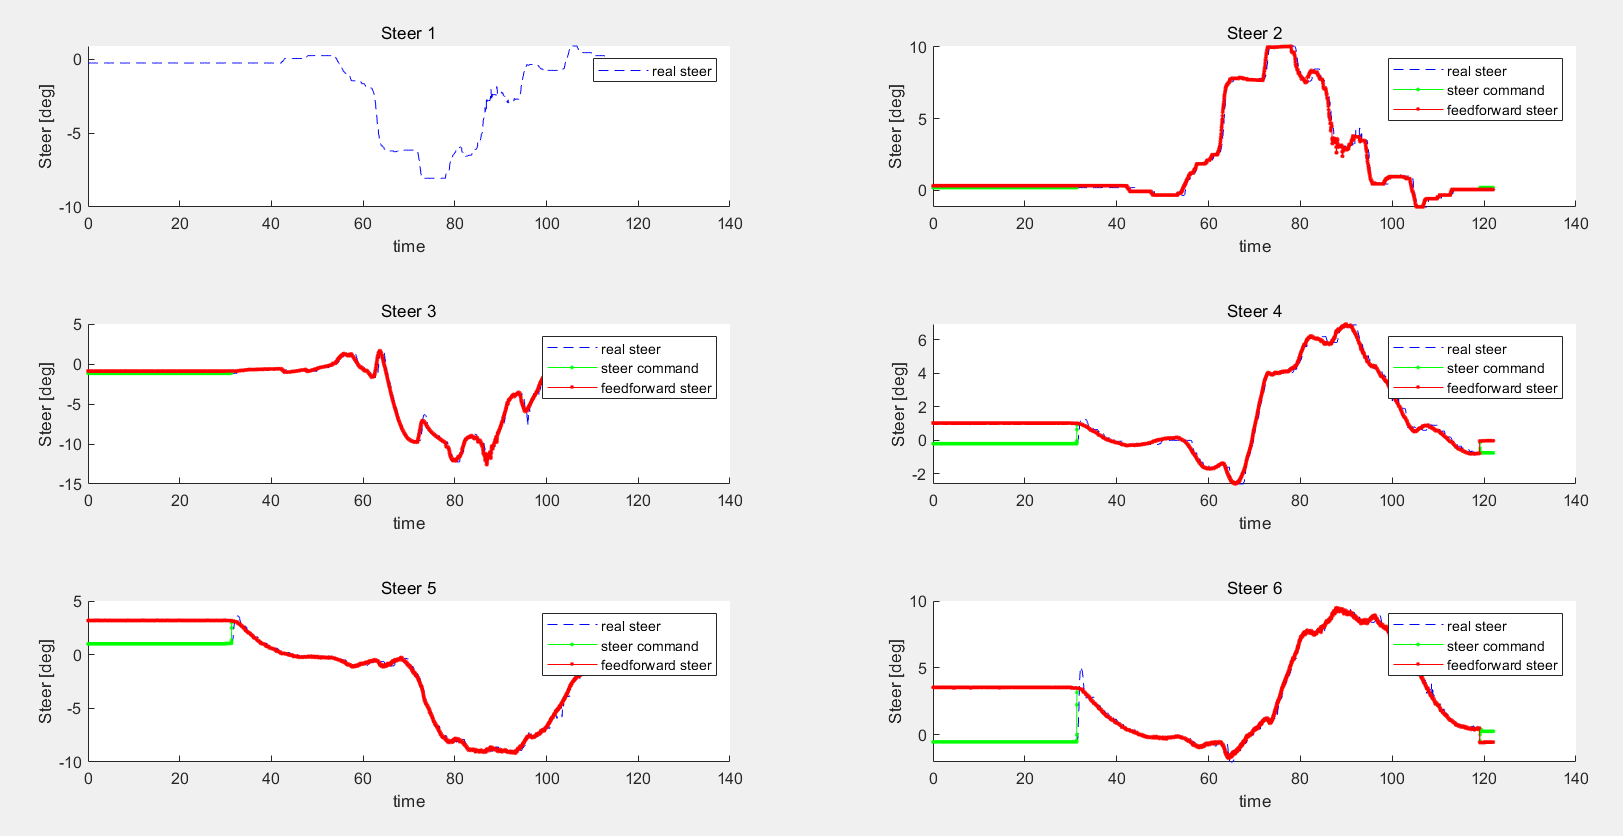 Steer 1
Steer [deg]
0
-5
-10
real steer
0 20 40 60 80 100 120 140
time
Steer 2
Steer [deg]
10
5
0
real steer
steer command
feedforward steer
0 20 40 60 80 100 120 140
time
Steer 3
Steer [deg]
5
0
-5
-10
-15
real steer
steer command
feedforward steer
0 20 40 60 80 100 120 140
time
Steer 4
Steer [deg]
6
4
2
0
-2
real steer
steer command
feedforward steer
0 20 40 60 80 100 120 140
time
Steer 5
Steer [deg]
5
0
-5
-10
real steer
steer command
feedforward steer
0 20 40 60 80 100 120 140
time
Steer 6
Steer [deg]
10
5
0
real steer
steer command
feedforward steer
0 20 40 60 80 100 120 140
time